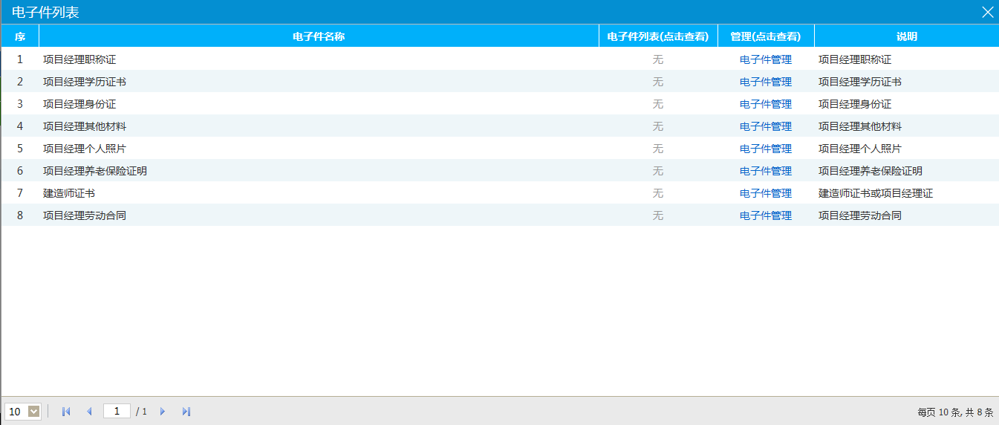 电子件列表
序 电子件名称 电子件列表(点击查看) 管理(点击查看) 说明
1 项目经理职称证 无 电子件管理 项目经理职称证
2 项目经理学历证书 无 电子件管理 项目经理学历证书
3 项目经理身份证 无 电子件管理 项目经理身份证
4 项目经理其他材料 无 电子件管理 项目经理其他材料
5 项目经理个人照片 无 电子件管理 项目经理个人照片
6 项目经理养老保险证明 无 电子件管理 项目经理养老保险证明
7 建造师证书 无 电子件管理 建造师证书或项目经理证
8 项目经理劳动合同 无 电子件管理 项目经理劳动合同
10 1 / 1 每页 10 条, 共 8 条